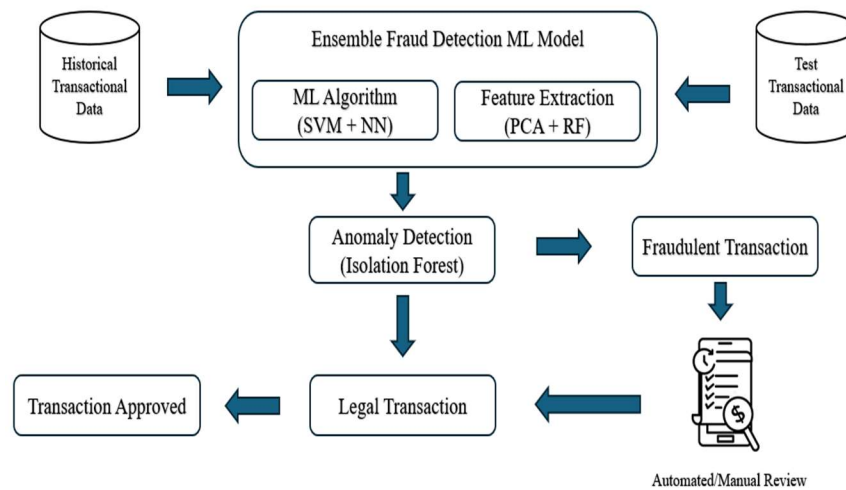 Ensemble Fraud Detection ML Model
Historical
Transactional
Data
ML Algorithm
(SVM + NN)
Feature Extraction
(PCA + RF)
Test
Transactional
Data
Anomaly Detection
(Isolation Forest)
Fraudulent Transaction
Transaction Approved
Legal Transaction
$
Automated/Manual Review